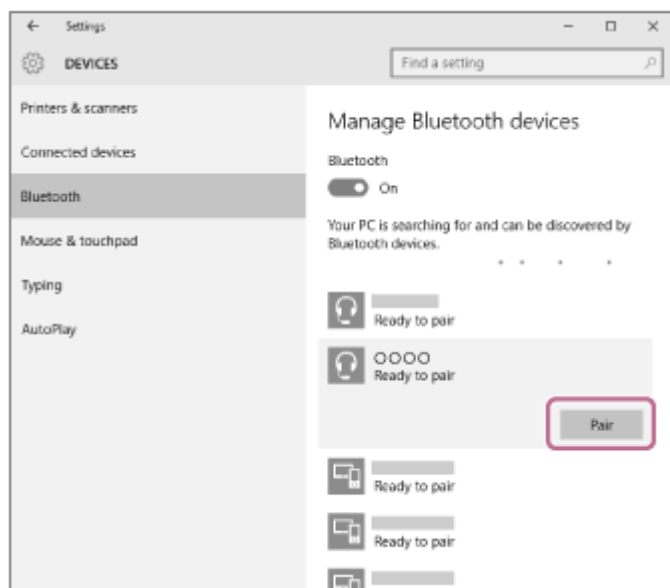 Settings
DEVICES
Find a setting
Printers & scanners
Connected devices
Bluetooth
Mouse & touchpad
Typing
AutoPlay
Manage Bluetooth devices
Bluetooth
On
Your PC is searching for and can be discovered by
Bluetooth devices.
Ready to pair
OOOO
Ready to pair
Pair
Ready to pair
Ready to pair